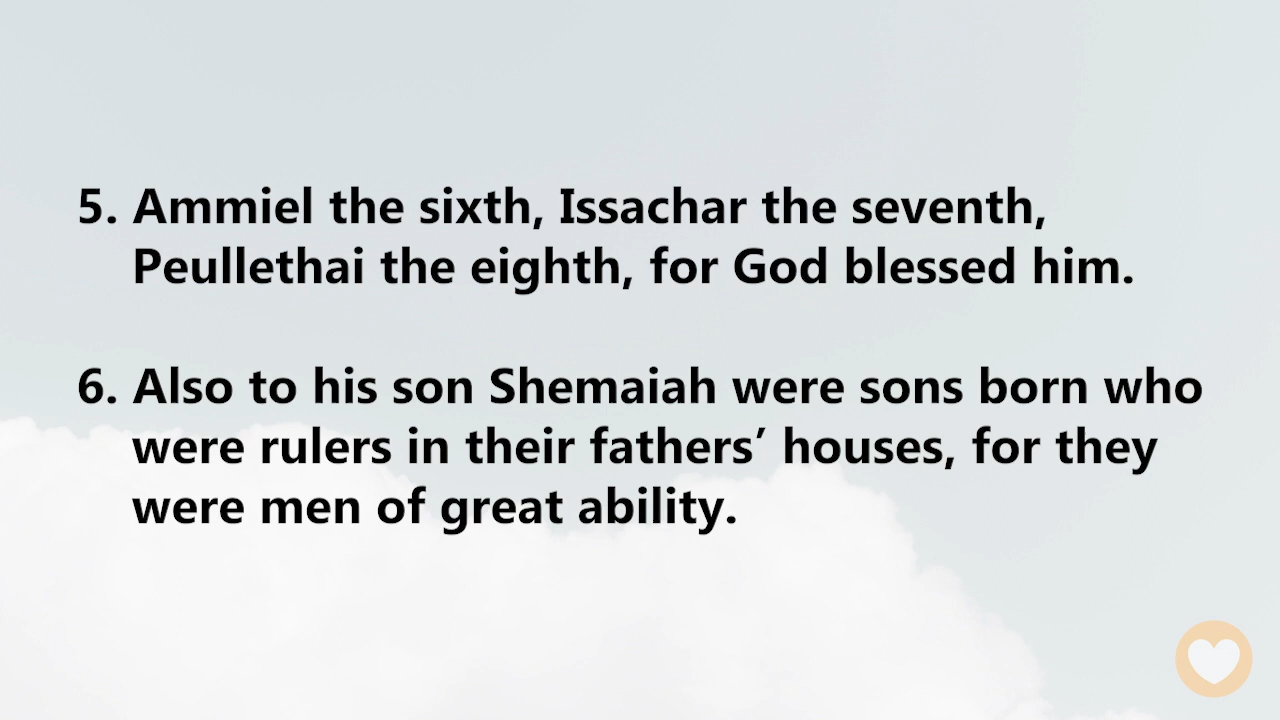 5. Ammiel the sixth, Issachar the seventh,
Peullethai the eighth, for God blessed him.
6. Also to his son Shemaiah were sons born who
were rulers in their fathers’ houses, for they
were men of great ability.